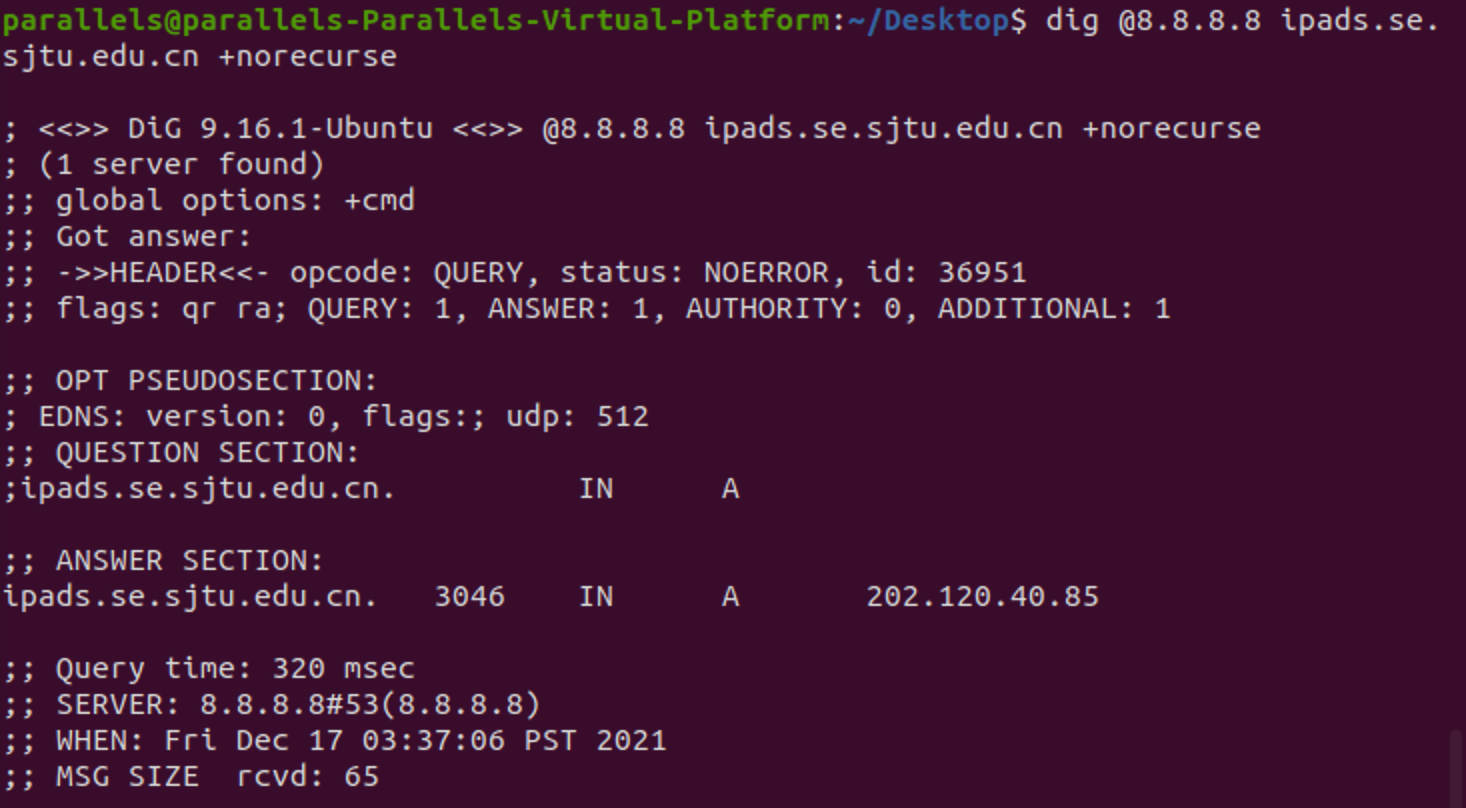 parallels@parallels-Parallels-Virtual-Platform:~/Desktop$ dig @8.8.8.8 ipads.se.
sjtu.edu.cn +norecurse

; <<>> DiG 9.16.1-Ubuntu <<>> @8.8.8.8 ipads.se.sjtu.edu.cn +norecurse
; (1 server found)
;; global options: +cmd
;; Got answer:
;; ->>HEADER<<- opcode: QUERY, status: NOERROR, id: 36951
;; flags: qr ra; QUERY: 1, ANSWER: 1, AUTHORITY: 0, ADDITIONAL: 1

;; OPT PSEUDOSECTION:
; EDNS: version: 0, flags:; udp: 512
;; QUESTION SECTION:
;ipads.se.sjtu.edu.cn.		IN	A

;; ANSWER SECTION:
ipads.se.sjtu.edu.cn.	3046	IN	A	202.120.40.85

;; Query time: 320 msec
;; SERVER: 8.8.8.8#53(8.8.8.8)
;; WHEN: Fri Dec 17 03:37:06 PST 2021
;; MSG SIZE  rcvd: 65